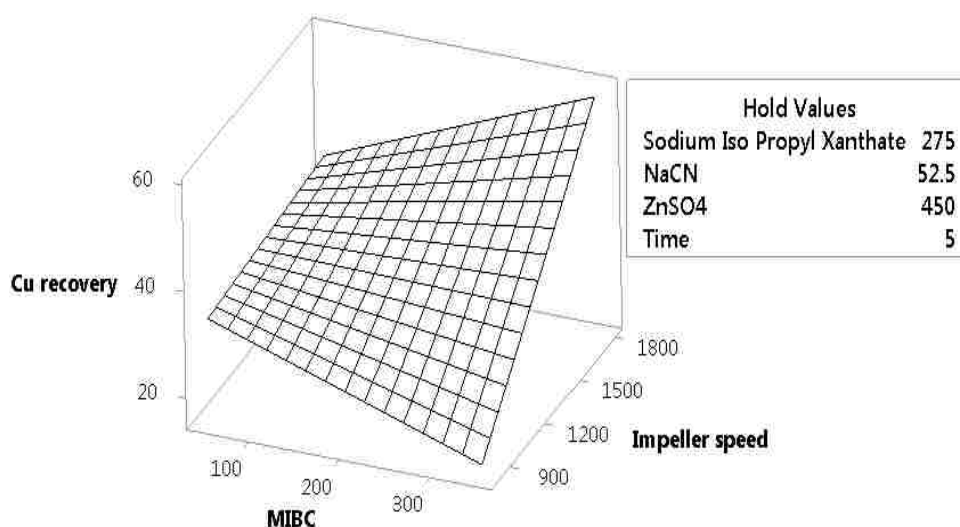 Hold Values
Sodium Iso Propyl Xanthate 275
NaCN 52.5
ZnSO4 450
Time 5
60
Cu recovery 40
20
1800
1500
1200 Impeller speed
900
100
200
300
MIBC